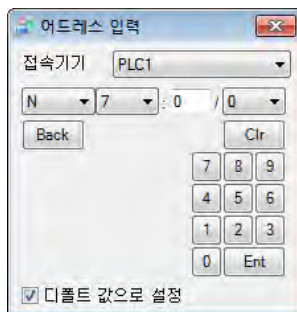 어드레스 입력
접속기기 PLC1
N 7 : 0 / 0
Back Clr
7 8 9
4 5 6
1 2 3
0 Ent
디폴트 값으로 설정